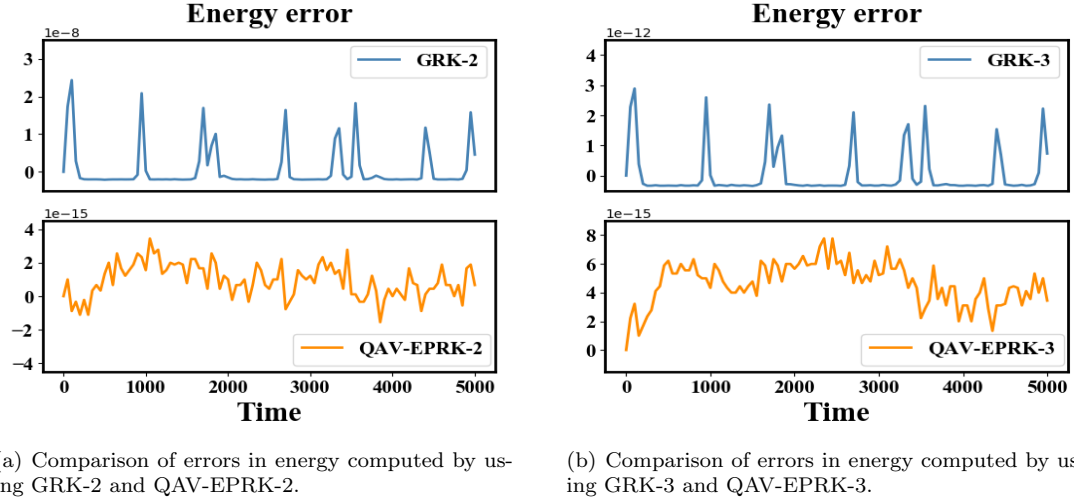 Energy error
1e−8
3
2
1
0
GRK-2
1e−15
4
2
0
−2
−4
QAV-EPRK-2
0 1000 2000 3000 4000 5000
Time
Energy error
1e−12
4
3
2
1
0
GRK-3
1e−15
8
6
4
2
0
QAV-EPRK-3
0 1000 2000 3000 4000 5000
Time
a) Comparison of errors in energy computed by us-
ng GRK-2 and QAV-EPRK-2.
(b) Comparison of errors in energy computed by us
ing GRK-3 and QAV-EPRK-3.